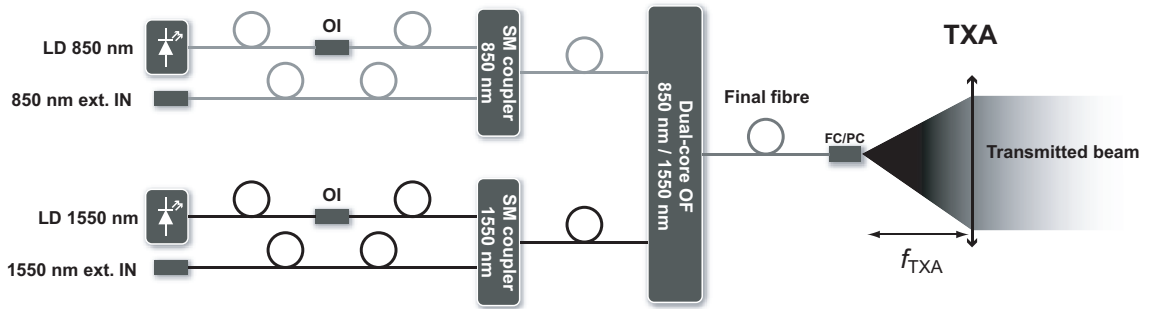 LD 850 nm
OI
850 nm ext. IN
SM coupler
850 nm
LD 1550 nm
OI
1550 nm ext. IN
SM coupler
1550 nm
Dual-core OF
850 nm / 1550 nm
Final fibre
FC/PC
TXA
Transmitted beam
fTXA